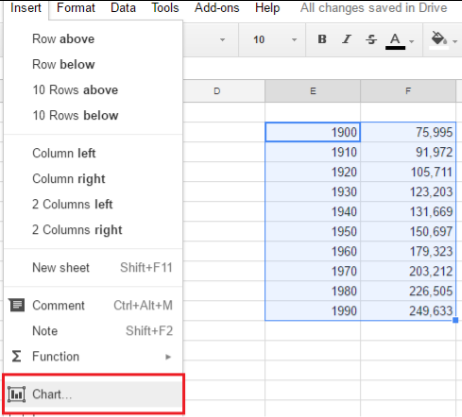 Insert Format Data Tools Add-ons Help All changes saved in Drive
10 B I S A
Row above
Row below
10 Rows above
10 Rows below
Column left
Column right
2 Columns left
2 Columns right
New sheet Shift+F11
Comment Ctrl+Alt+M
Note Shift+F2
Σ Function
Chart...
D E F
1900 75,995
1910 91,972
1920 105,711
1930 123,203
1940 131,669
1950 150,697
1960 179,323
1970 203,212
1980 226,505
1990 249,633